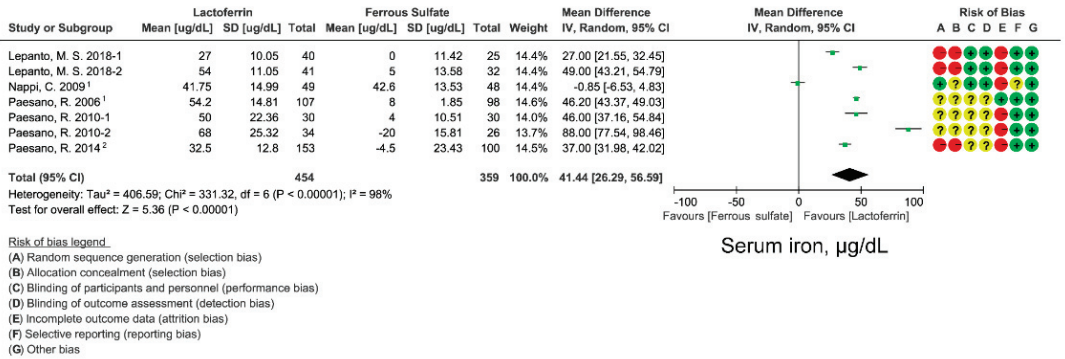 Lactoferrin Ferrous Sulfate Mean Difference Mean Difference Risk of Bias
Study or Subgroup Mean [ug/dL] SD [ug/dL] Total Mean [ug/dL] SD [ug/dL] Total Weight IV, Random, 95% CI IV, Random, 95% CI A B C D E F G
Lepanto, M. S. 2018-1 27 10.05 40 0 11.42 25 14.4% 27.00 [21.55, 32.45] - - + + - + +
Lepanto, M. S. 2018-2 54 11.05 41 5 13.58 32 14.4% 49.00 [43.21, 54.79] - - + + - + +
Nappi, C. 2009¹ 41.75 14.99 49 42.6 13.53 48 14.4% -0.85 [-6.53, 4.83] + ? + + - ? +
Paesano, R. 2006¹ 54.2 14.81 107 8 1.85 98 14.6% 46.20 [43.37, 49.03] ? ? ? ? - + +
Paesano, R. 2010-1 50 22.36 30 4 10.51 30 14.0% 46.00 [37.16, 54.84] ? ? ? ? - + +
Paesano, R. 2010-2 68 25.32 34 -20 15.81 26 13.7% 88.00 [77.54, 98.46] ? ? ? ? - + +
Paesano, R. 2014² 32.5 12.8 153 -4.5 23.43 100 14.5% 37.00 [31.98, 42.02] - - ? ? - + +
Total (95% CI) 454 359 100.0% 41.44 [26.29, 56.59]
Heterogeneity: Tau² = 406.59; Chi² = 331.32, df = 6 (P < 0.00001); I² = 98%
Test for overall effect: Z = 5.36 (P < 0.00001)
-100 -50 0 50 100
Favours [Ferrous sulfate] Favours [Lactoferrin]
Serum iron, µg/dL
Risk of bias legend
(A) Random sequence generation (selection bias)
(B) Allocation concealment (selection bias)
(C) Blinding of participants and personnel (performance bias)
(D) Blinding of outcome assessment (detection bias)
(E) Incomplete outcome data (attrition bias)
(F) Selective reporting (reporting bias)
(G) Other bias